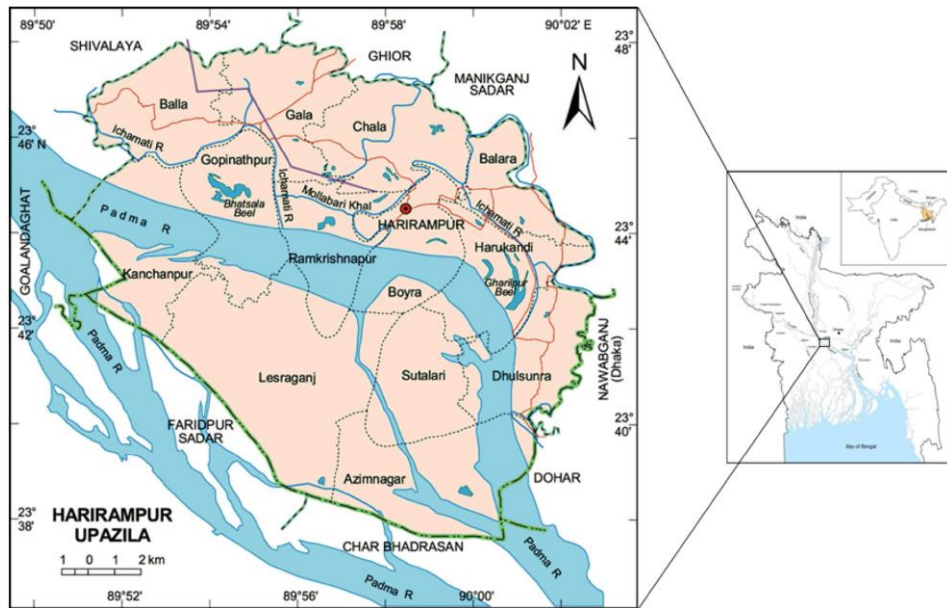 89°50'
89°54'
89°58'
90°02' E
23°
48'
SHIVALAYA
GHIOR
MANIKGANJ
SADAR
N
Balla
Gala
Chala
Balara
23°
46' N
Ichamati R
Gopinathpur
Ichamati R
Mollabari Khal
Bhatsala
Beel
HARIRAMPUR
Ichamati R
Harukandi
23°
44'
GOALANDAGHAT
Padma R
Ramkrishnapur
Kanchanpur
Boyra
Gharilpur
Beel
23°
42'
Padma R
Lesraganj
Sutalari
Dhulsunra
NAWABGANJ
(Dhaka)
23°
40'
FARIDPUR
SADAR
Azimnagar
DOHAR
23°
38'
HARIRAMPUR
UPAZILA
1 0 1 2 km
CHAR BHADRASAN
Padma R
Padma R
89°52'
89°56'
90°00'
India
India
India
Bay of Bengal